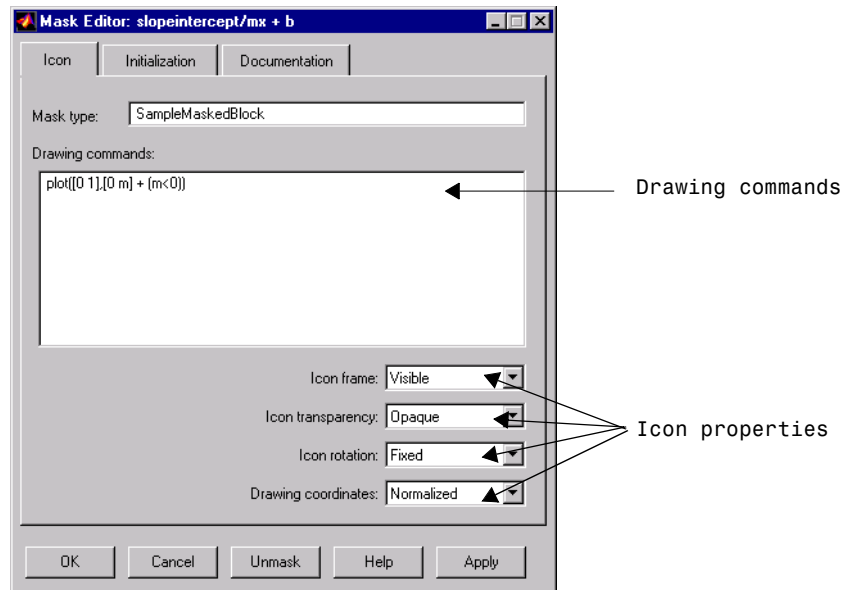 Mask Editor: slopeintercept/mx + b
Icon Initialization Documentation
Mask type: SampleMaskedBlock
Drawing commands:
plot([0 1],[0 m] + (m<0))
Drawing commands
Icon frame: Visible
Icon transparency: Opaque
Icon properties
Icon rotation: Fixed
Drawing coordinates: Normalized
OK Cancel Unmask Help Apply